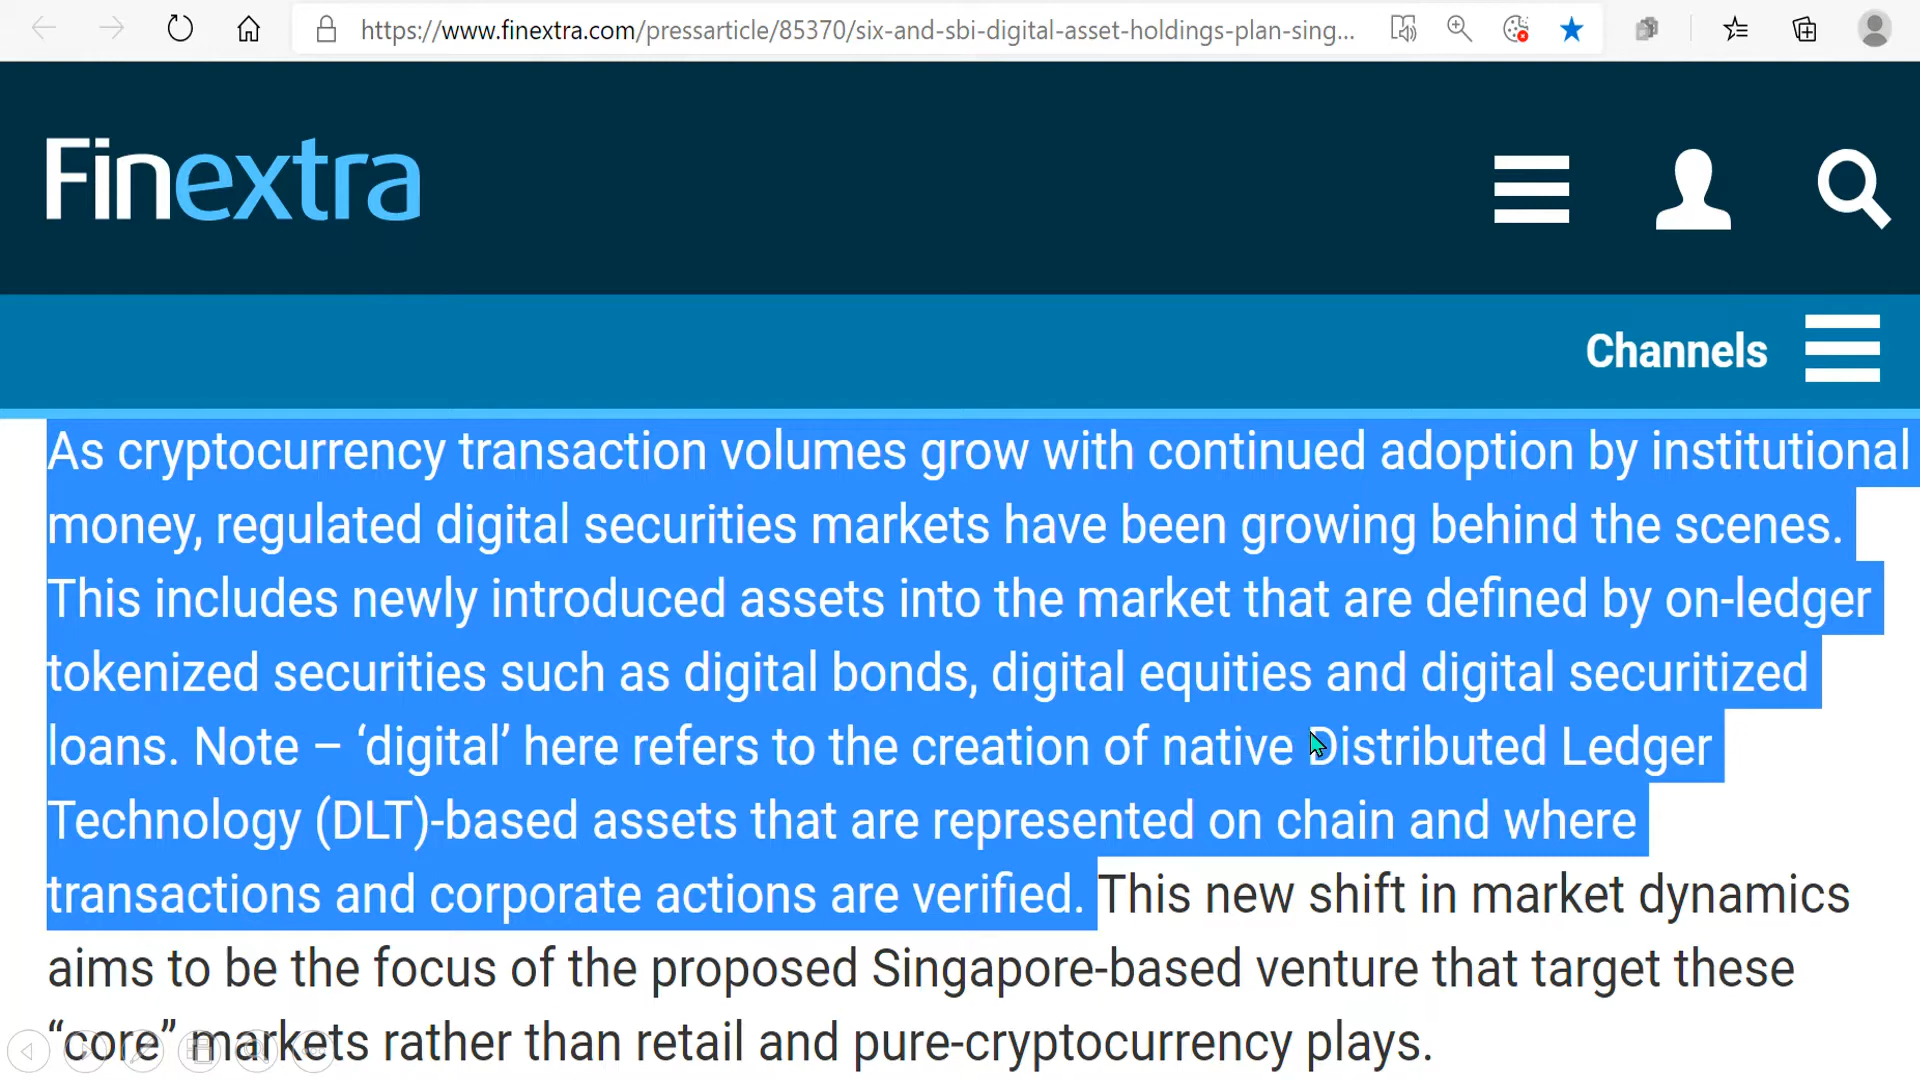 https://www.finextra.com/pressarticle/85370/six-and-sbi-digital-asset-holdings-plan-sing...
Finextra
Channels
As cryptocurrency transaction volumes grow with continued adoption by institutional
money, regulated digital securities markets have been growing behind the scenes.
This includes newly introduced assets into the market that are defined by on-ledger
tokenized securities such as digital bonds, digital equities and digital securitized
loans. Note – ‘digital’ here refers to the creation of native Distributed Ledger
Technology (DLT)-based assets that are represented on chain and where
transactions and corporate actions are verified. This new shift in market dynamics
aims to be the focus of the proposed Singapore-based venture that target these
“core” markets rather than retail and pure-cryptocurrency plays.